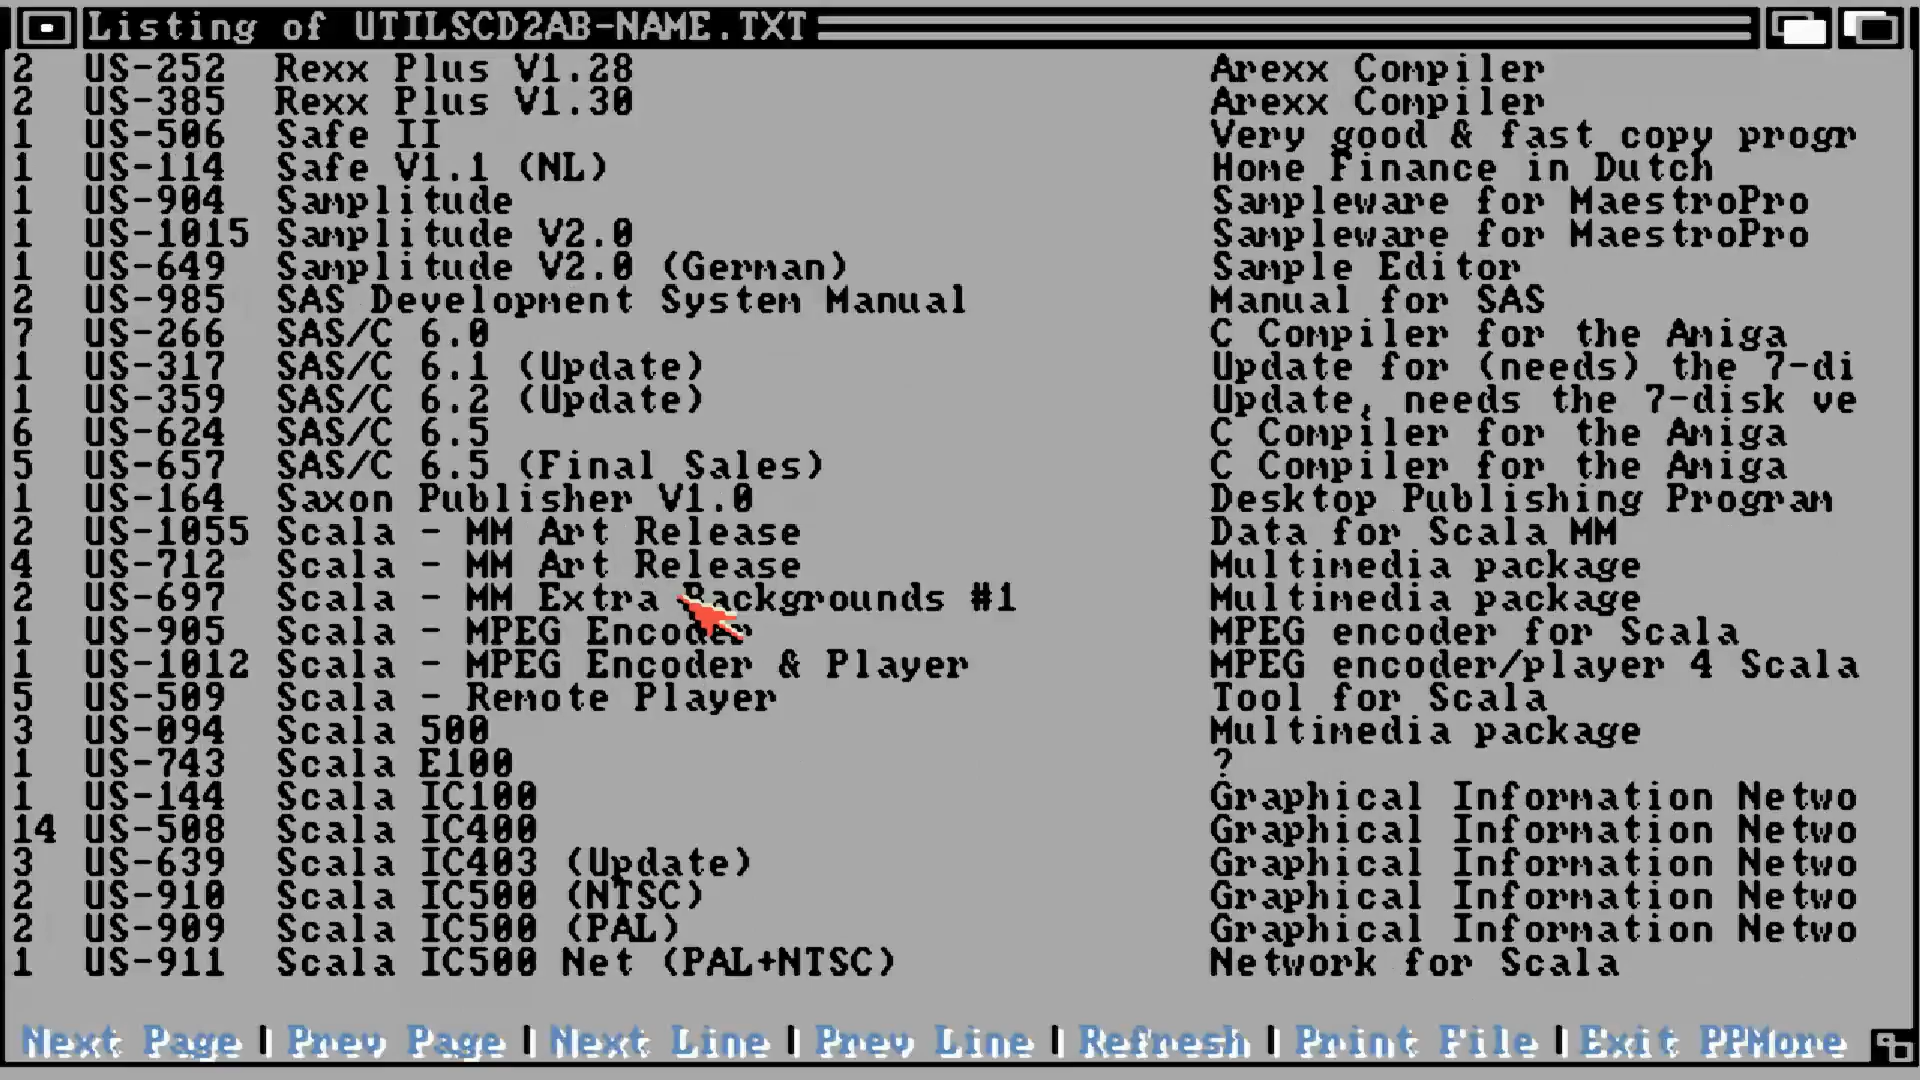 Listing of UTILSCD2AB-NAME.TXT
2 US-252 Rexx Plus V1.28 Arexx Compiler
2 US-385 Rexx Plus V1.30 Arexx Compiler
1 US-506 Safe II Very good & fast copy progr
1 US-114 Safe V1.1 (NL) Home Finance in Dutch
1 US-904 Samplitude Sampleware for MaestroPro
1 US-1015 Samplitude V2.0 Sampleware for MaestroPro
1 US-649 Samplitude V2.0 (German) Sample Editor
2 US-985 SAS Development System Manual Manual for SAS
7 US-266 SAS/C 6.0 C Compiler for the Amiga
1 US-317 SAS/C 6.1 (Update) Update for (needs) the 7-di
1 US-359 SAS/C 6.2 (Update) Update, needs the 7-disk ve
6 US-624 SAS/C 6.5 C Compiler for the Amiga
5 US-657 SAS/C 6.5 (Final Sales) C Compiler for the Amiga
1 US-164 Saxon Publisher V1.0 Desktop Publishing Program
2 US-1055 Scala - MM Art Release Data for Scala MM
4 US-712 Scala - MM Art Release Multimedia package
2 US-697 Scala - MM Extra Backgrounds #1 Multimedia package
1 US-905 Scala - MPEG Encoder MPEG encoder for Scala
1 US-1012 Scala - MPEG Encoder & Player MPEG encoder/player 4 Scala
5 US-509 Scala - Remote Player Tool for Scala
3 US-094 Scala 500 Multimedia package
1 US-743 Scala E100 ?
1 US-144 Scala IC100 Graphical Information Netwo
14 US-508 Scala IC400 Graphical Information Netwo
3 US-639 Scala IC403 (Update) Graphical Information Netwo
2 US-910 Scala IC500 (NTSC) Graphical Information Netwo
2 US-909 Scala IC500 (PAL) Graphical Information Netwo
1 US-911 Scala IC500 Net (PAL+NTSC) Network for Scala
Next Page | Prev Page | Next Line | Prev Line | Refresh | Print File | Exit PPMore